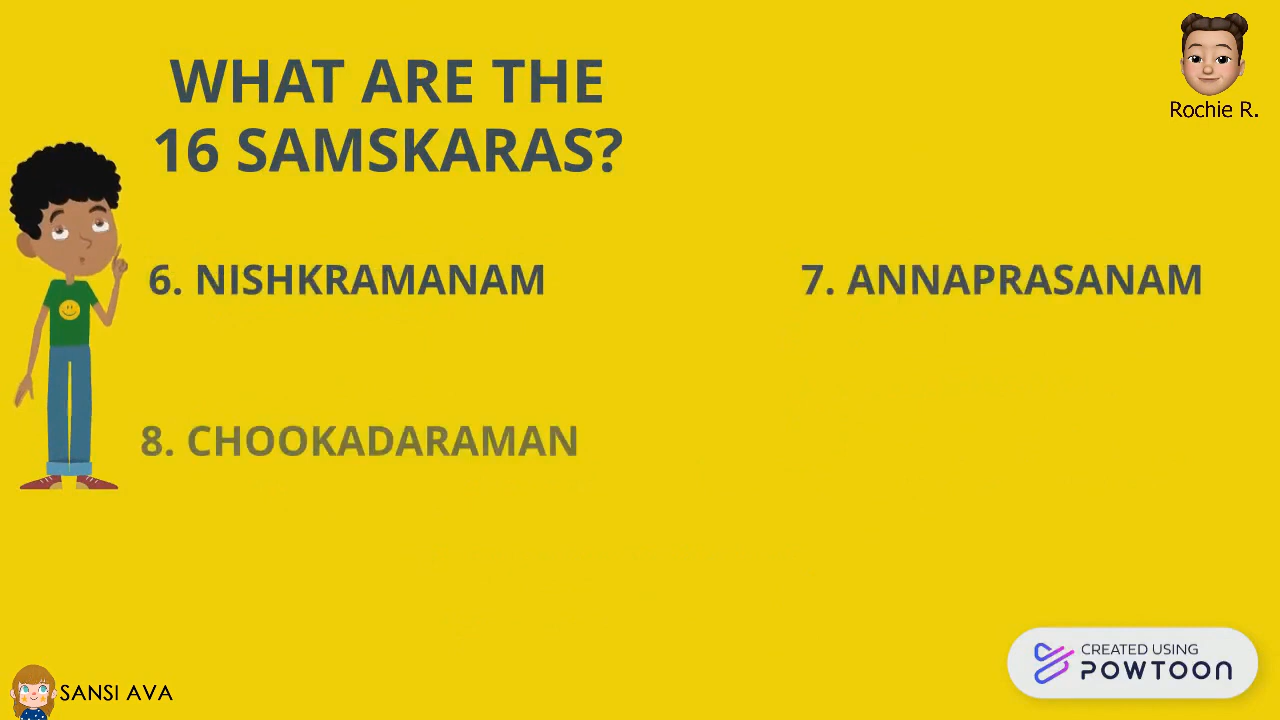 WHAT ARE THE
16 SAMSKARAS?
Rochie R.
6. NISHKRAMANAM
7. ANNAPRASANAM
8. CHOOKADARAMAN
CREATED USING
POWTOON
SANSI AVA